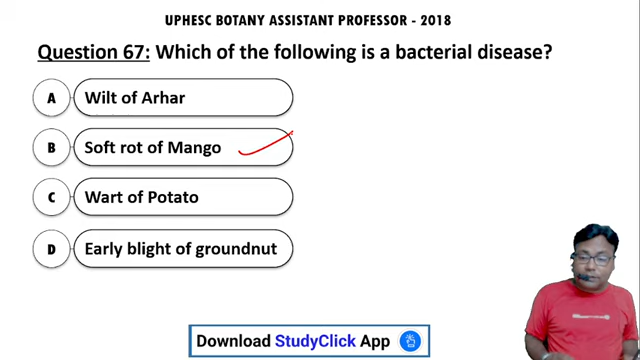 UPHESC BOTANY ASSISTANT PROFESSOR - 2018
Question 67: Which of the following is a bacterial disease?
A Wilt of Arhar
B Soft rot of Mango
C Wart of Potato
D Early blight of groundnut
Download StudyClick App